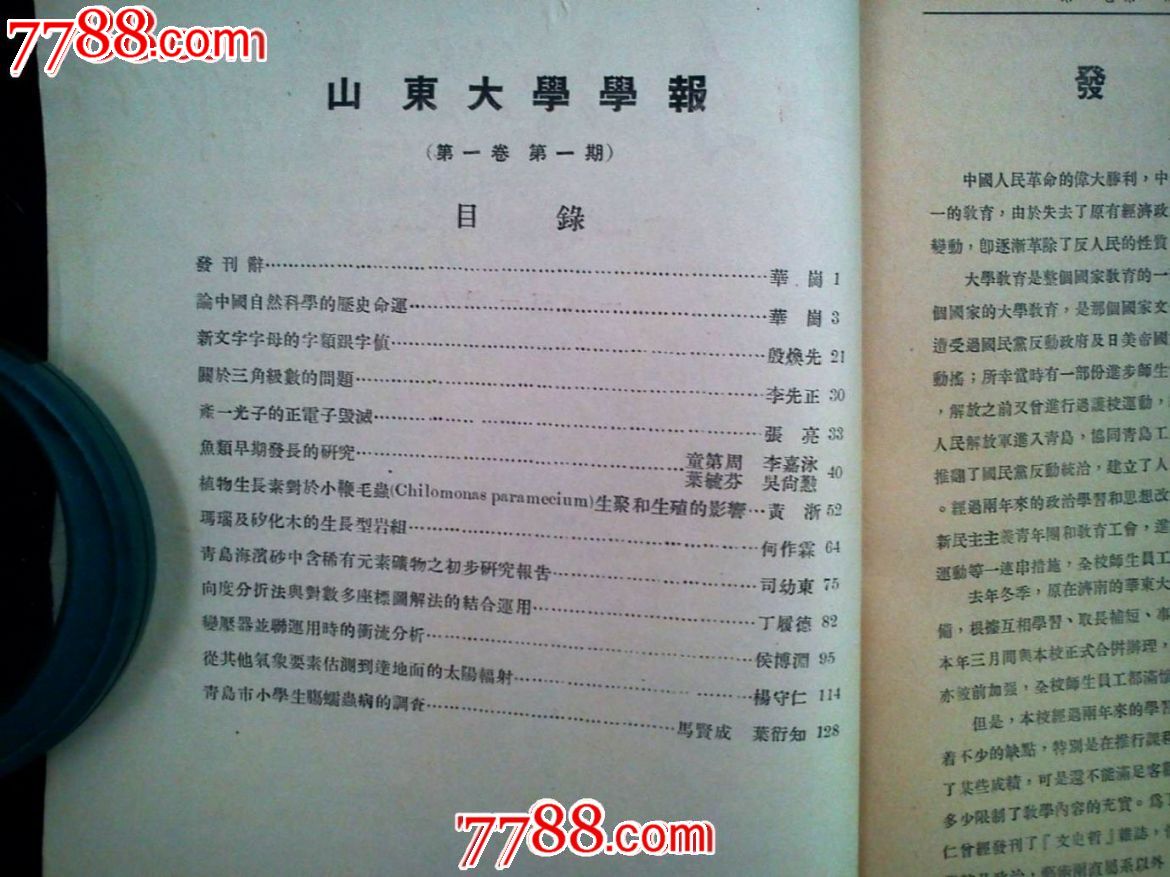 7788.com
山東大學學報
(第一卷 第一期)
目 錄
發刊辭 華崗 1
論中國自然科學的歷史命運 華崗 3
新文字字母的字類跟字值 殷煥先 21
關於三角級數的問題 李先正 30
產一光子的正電子毀滅 張亮 33
魚類早期發長的研究 童第周 李嘉泳 葉毓芬 吳尙懃 40
植物生長素對於小鞭毛蟲(Chilomonas paramecium)生聚和生殖的影響 黃浙 52
瑪瑙及矽化木的生長型岩組 何作霖 64
青島海濱砂中含稀有元素礦物之初步研究報告 司幼東 75
向度分折法與對數多座標圖解法的結合運用 丁履德 82
變壓器並聯運用時的衝流分析 侯博淵 95
從其他氣象要素估測到達地面的太陽輻射 楊守仁 114
青島市小學生腸蠕蟲病的調查 馬賢成 葉衍知 128
7788.com
發
中國人民革命的偉大勝利，中
一的教育，由於失去了原有經濟政
變動，卽逐漸革除了反人民的性質
大學教育是整個國家教育的一
個國家的大學教育，是那個國家文
遭受過國民黨反動政府及日美帝國
動搖；所幸當時有一部份進步師生
，解放之前又曾進行過護校運動，
人民解放軍進入青島，協同青島工
推翻了國民黨反動統治，建立了人
。經過兩年來的政治學習和思想改
新民主主義青年團和教育工會，進
運動等一連串措施，全校師生員工
去年冬季，原在濟南的華東大
備，根據互相學習、取長補短、事
本年三月間與本校正式合併辦理，
亦彼前加强，全校師生員工都滿懷
但是，本校經過兩年來的學習
着不少的缺點，特別是在推行課程
了某些成績，可是還不能滿足客觀
多少限制了教學內容的充實。爲
仁曾經發刊了『文史哲』雜誌，
政治，藝術兩直屬系以外